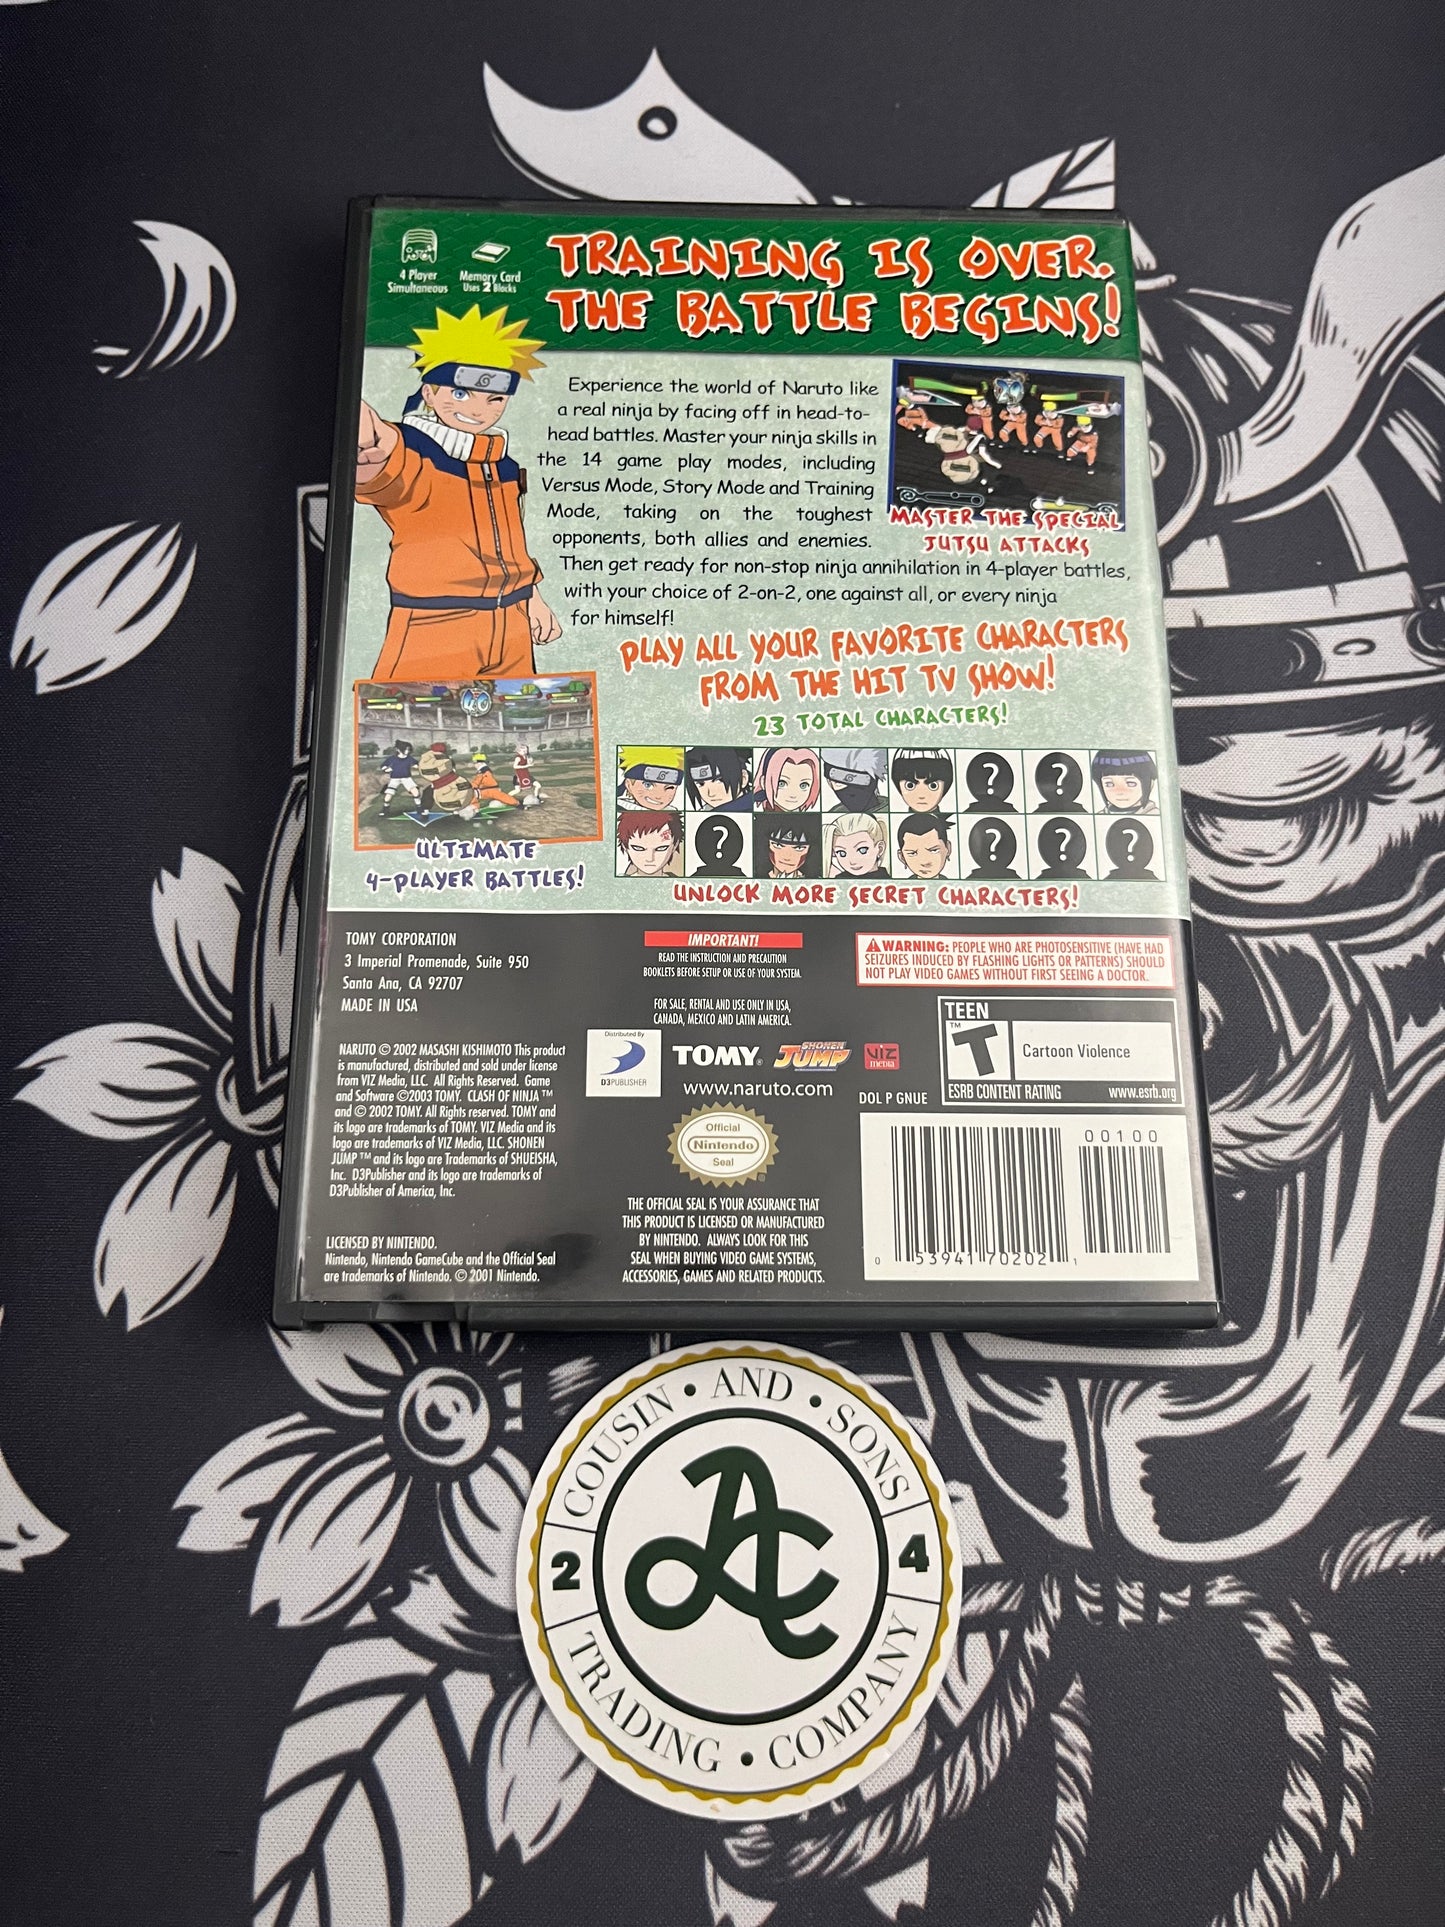 4 Player
Simultaneous
Memory Card
Uses 2 Blocks
TRAINING IS OVER.
THE BATTLE BEGINS!
Experience the world of Naruto like
a real ninja by facing off in head-to-
head battles. Master your ninja skills in
the 14 game play modes, including
Versus Mode, Story Mode and Training
Mode, taking on the toughest
opponents, both allies and enemies.
Then get ready for non-stop ninja annihilation in 4-player battles,
with your choice of 2-on-2, one against all, or every ninja
for himself!
MASTER THE SPECIAL
JUTSU ATTACKS
PLAY ALL YOUR FAVORITE CHARACTERS
FROM THE HIT TV SHOW!
23 TOTAL CHARACTERS!
? ?
? ? ? ?
ULTIMATE
4-PLAYER BATTLES!
UNLOCK MORE SECRET CHARACTERS!
TOMY CORPORATION
3 Imperial Promenade, Suite 950
Santa Ana, CA 92707
MADE IN USA
IMPORTANT!
READ THE INSTRUCTION AND PRECAUTION
BOOKLETS BEFORE SETUP OR USE OF YOUR SYSTEM.
FOR SALE, RENTAL AND USE ONLY IN USA,
CANADA, MEXICO AND LATIN AMERICA.
WARNING: PEOPLE WHO ARE PHOTOSENSITIVE (HAVE HAD
SEIZURES INDUCED BY FLASHING LIGHTS OR PATTERNS) SHOULD
NOT PLAY VIDEO GAMES WITHOUT FIRST SEEING A DOCTOR.
TEEN
T™
Cartoon Violence
ESRB CONTENT RATING www.esrb.org
NARUTO © 2002 MASASHI KISHIMOTO This product
is manufactured, distributed and sold under license
from VIZ Media, LLC. All Rights Reserved. Game
and Software ©2003 TOMY. CLASH OF NINJA ™
and © 2002 TOMY. All Rights reserved. TOMY and
its logo are trademarks of TOMY. VIZ Media and its
logo are trademarks of VIZ Media, LLC. SHONEN
JUMP ™ and its logo are Trademarks of SHUEISHA,
Inc. D3Publisher and its logo are trademarks of
D3Publisher of America, Inc.
LICENSED BY NINTENDO.
Nintendo, Nintendo GameCube and the Official Seal
are trademarks of Nintendo. © 2001 Nintendo.
Distributed By
D3PUBLISHER
TOMY®
SHONEN
JUMP
VIZ
media
www.naruto.com
DOL P GNUE
Official
Nintendo
Seal
®
THE OFFICIAL SEAL IS YOUR ASSURANCE THAT
THIS PRODUCT IS LICENSED OR MANUFACTURED
BY NINTENDO. ALWAYS LOOK FOR THIS
SEAL WHEN BUYING VIDEO GAME SYSTEMS,
ACCESSORIES, GAMES AND RELATED PRODUCTS.
00100
0 53941 70202 1
COUSIN • AND • SONS
2 4
AC
TRADING • COMPANY